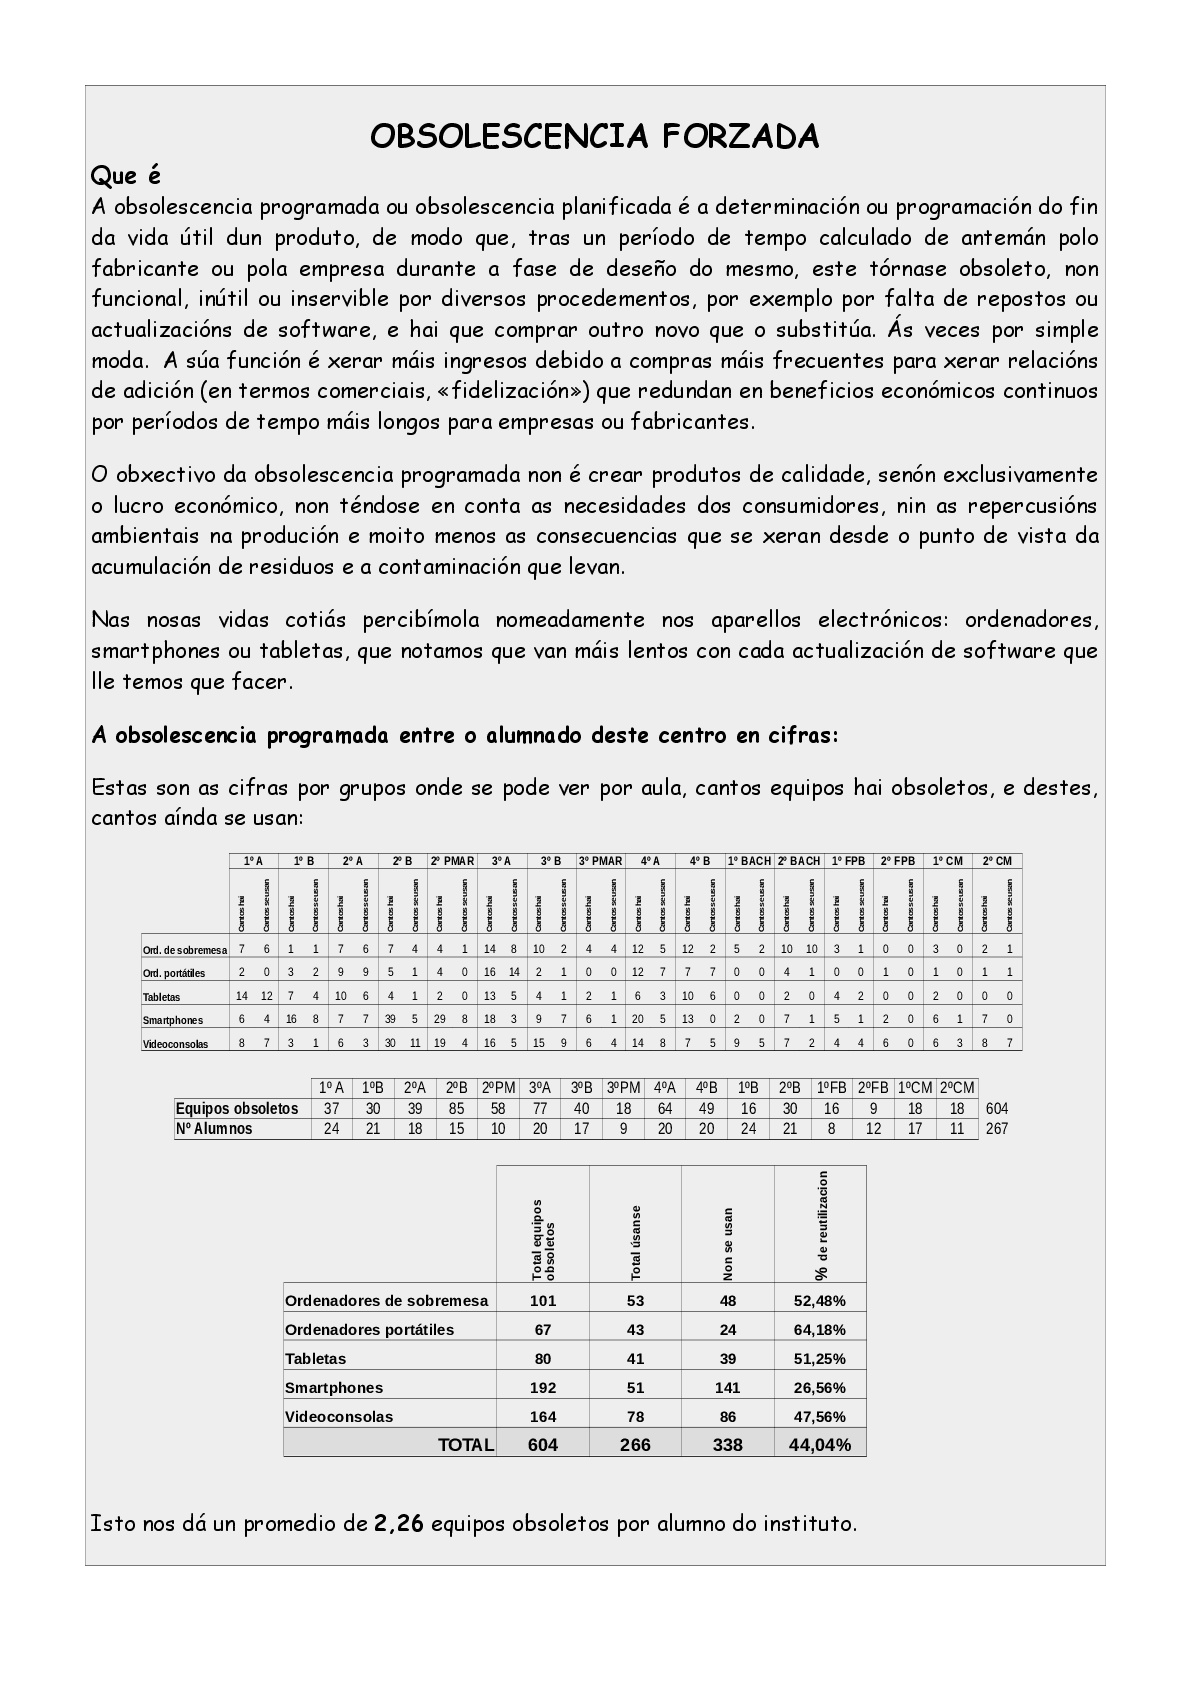 OBSOLESCENCIA FORZADA
Que é
A obsolescencia programada ou obsolescencia planificada é a determinación ou programación do fin
da vida útil dun produto, de modo que, tras un período de tempo calculado de antemán polo
fabricante ou pola empresa durante a fase de deseño do mesmo, este tórnase obsoleto, non
funcional, inútil ou inservible por diversos procedementos, por exemplo por falta de repostos ou
actualizacións de software, e hai que comprar outro novo que o substitúa. Ás veces por simple
moda. A súa función é xerar máis ingresos debido a compras máis frecuentes para xerar relacións
de adición (en termos comerciais, «fidelización») que redundan en beneficios económicos continuos
por períodos de tempo máis longos para empresas ou fabricantes.
O obxectivo da obsolescencia programada non é crear produtos de calidade, senón exclusivamente
o lucro económico, non téndose en conta as necesidades dos consumidores, nin as repercusións
ambientais na produción e moito menos as consecuencias que se xeran desde o punto de vista da
acumulación de residuos e a contaminación que levan.
Nas nosas vidas cotiás percibímola nomeadamente nos aparellos electrónicos: ordenadores,
smartphones ou tabletas, que notamos que van máis lentos con cada actualización de software que
lle temos que facer.
A obsolescencia programada entre o alumnado deste centro en cifras:
Estas son as cifras por grupos onde se pode ver por aula, cantos equipos hai obsoletos, e destes,
cantos aínda se usan:
1º A 1º B 2º A 2º B 2º PMAR 3º A 3º B 3º PMAR 4º A 4º B 1º BACH 2º BACH 1º FPB 2º FPB 1º CM 2º CM
Cantos hai Cantos se usan Cantos hai Cantos se usan Cantos hai Cantos se usan Cantos hai Cantos se usan Cantos hai Cantos se usan Cantos hai Cantos se usan Cantos hai Cantos se usan Cantos hai Cantos se usan Cantos hai Cantos se usan Cantos hai Cantos se usan Cantos hai Cantos se usan Cantos hai Cantos se usan Cantos hai Cantos se usan Cantos hai Cantos se usan Cantos hai Cantos se usan Cantos hai Cantos se usan
Ord. de sobremesa 7 6 1 1 7 6 7 4 4 1 14 8 10 2 4 4 12 5 12 2 5 2 10 10 3 1 0 0 3 0 2 1
Ord. portátiles 2 0 3 2 9 9 5 1 4 0 16 14 2 1 0 0 12 7 7 7 0 0 4 1 0 0 1 0 1 0 1 1
Tabletas 14 12 7 4 10 6 4 1 2 0 13 5 4 1 2 1 6 3 10 6 0 0 2 0 4 2 0 0 2 0 0 0
Smartphones 6 4 16 8 7 7 39 5 29 8 18 3 9 7 6 1 20 5 13 0 2 0 7 1 5 1 2 0 6 1 7 0
Videoconsolas 8 7 3 1 6 3 30 11 19 4 16 5 15 9 6 4 14 8 7 5 9 5 7 2 4 4 6 0 6 3 8 7
1º A 1ºB 2ºA 2ºB 2ºPM 3ºA 3ºB 3ºPM 4ºA 4ºB 1ºB 2ºB 1ºFB 2ºFB 1ºCM 2ºCM
Equipos obsoletos 37 30 39 85 58 77 40 18 64 49 16 30 16 9 18 18 604
Nº Alumnos 24 21 18 15 10 20 17 9 20 20 24 21 8 12 17 11 267
Total equipos obsoletos Total úsanse Non se usan % de reutilizacion
Ordenadores de sobremesa 101 53 48 52,48%
Ordenadores portátiles 67 43 24 64,18%
Tabletas 80 41 39 51,25%
Smartphones 192 51 141 26,56%
Videoconsolas 164 78 86 47,56%
TOTAL 604 266 338 44,04%
Isto nos dá un promedio de 2,26 equipos obsoletos por alumno do instituto.